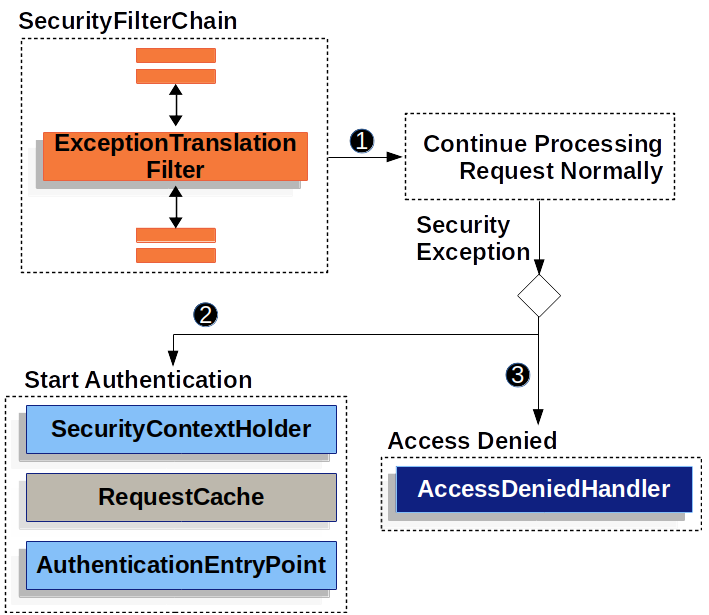 SecurityFilterChain
ExceptionTranslation
Filter
1
Continue Processing
Request Normally
Security
Exception
2
3
Start Authentication
SecurityContextHolder
RequestCache
AuthenticationEntryPoint
Access Denied
AccessDeniedHandler